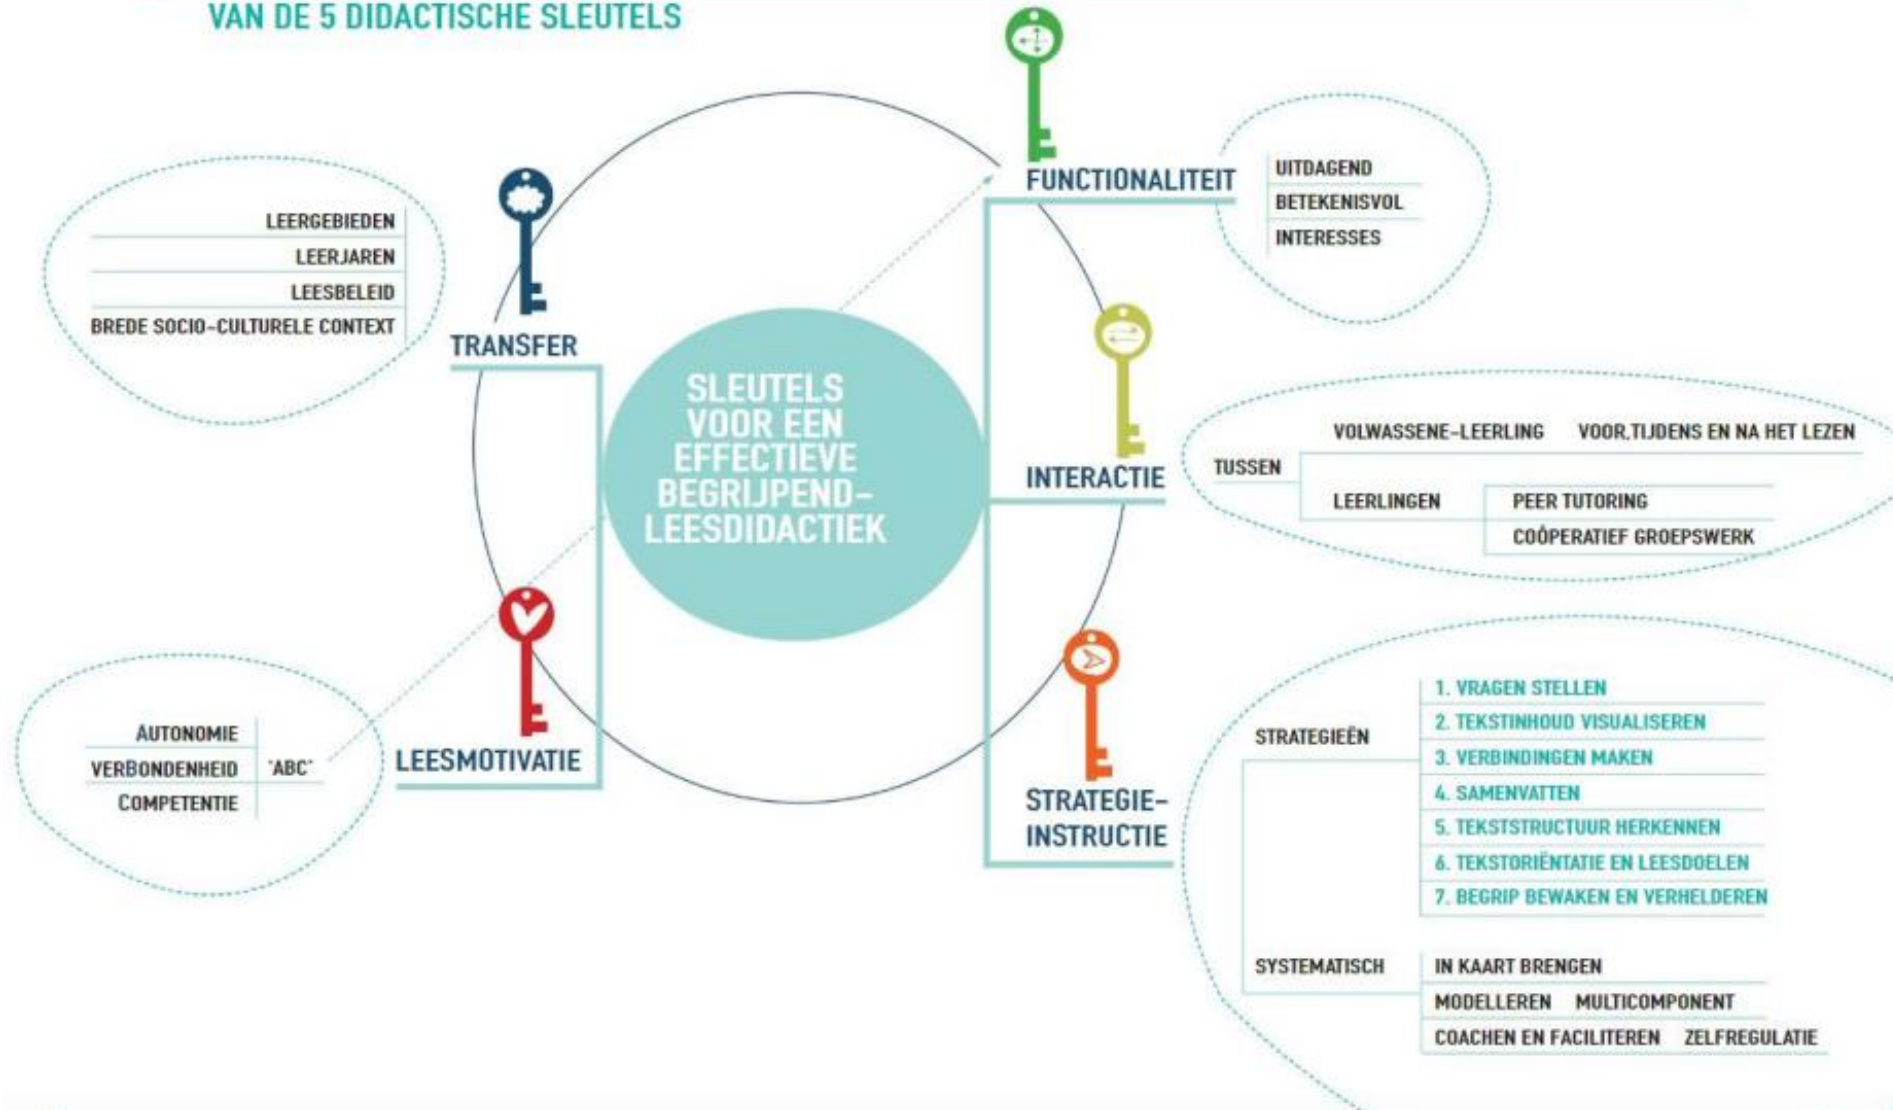 VAN DE 5 DIDACTISCHE SLEUTELS
FUNCTIONALITEIT
UITDAGEND
BETEKENISVOL
INTERESSES
LEERGEBIEDEN
LEERJAREN
LEESBELEID
BREDE SOCIO-CULTURELE CONTEXT
TRANSFER
SLEUTELS
VOOR EEN
EFFECTIEVE
BEGRIJPEND-
LEESDIDACTIEK
INTERACTIE
TUSSEN
VOLWASSENE-LEERLING VOOR,TIJDENS EN NA HET LEZEN
LEERLINGEN
PEER TUTORING
COÖPERATIEF GROEPSWERK
AUTONOMIE
VERBONDENHEID
COMPETENTIE
"ABC"
LEESMOTIVATIE
STRATEGIE-
INSTRUCTIE
STRATEGIEËN
1. VRAGEN STELLEN
2. TEKSTINHOUD VISUALISEREN
3. VERBINDINGEN MAKEN
4. SAMENVATTEN
5. TEKSTSTRUCTUUR HERKENNEN
6. TEKSTORIËNTATIE EN LEESDOELEN
7. BEGRIP BEWAKEN EN VERHELDEREN
SYSTEMATISCH
IN KAART BRENGEN
MODELLEREN MULTICOMPONENT
COACHEN EN FACILITEREN ZELFREGULATIE